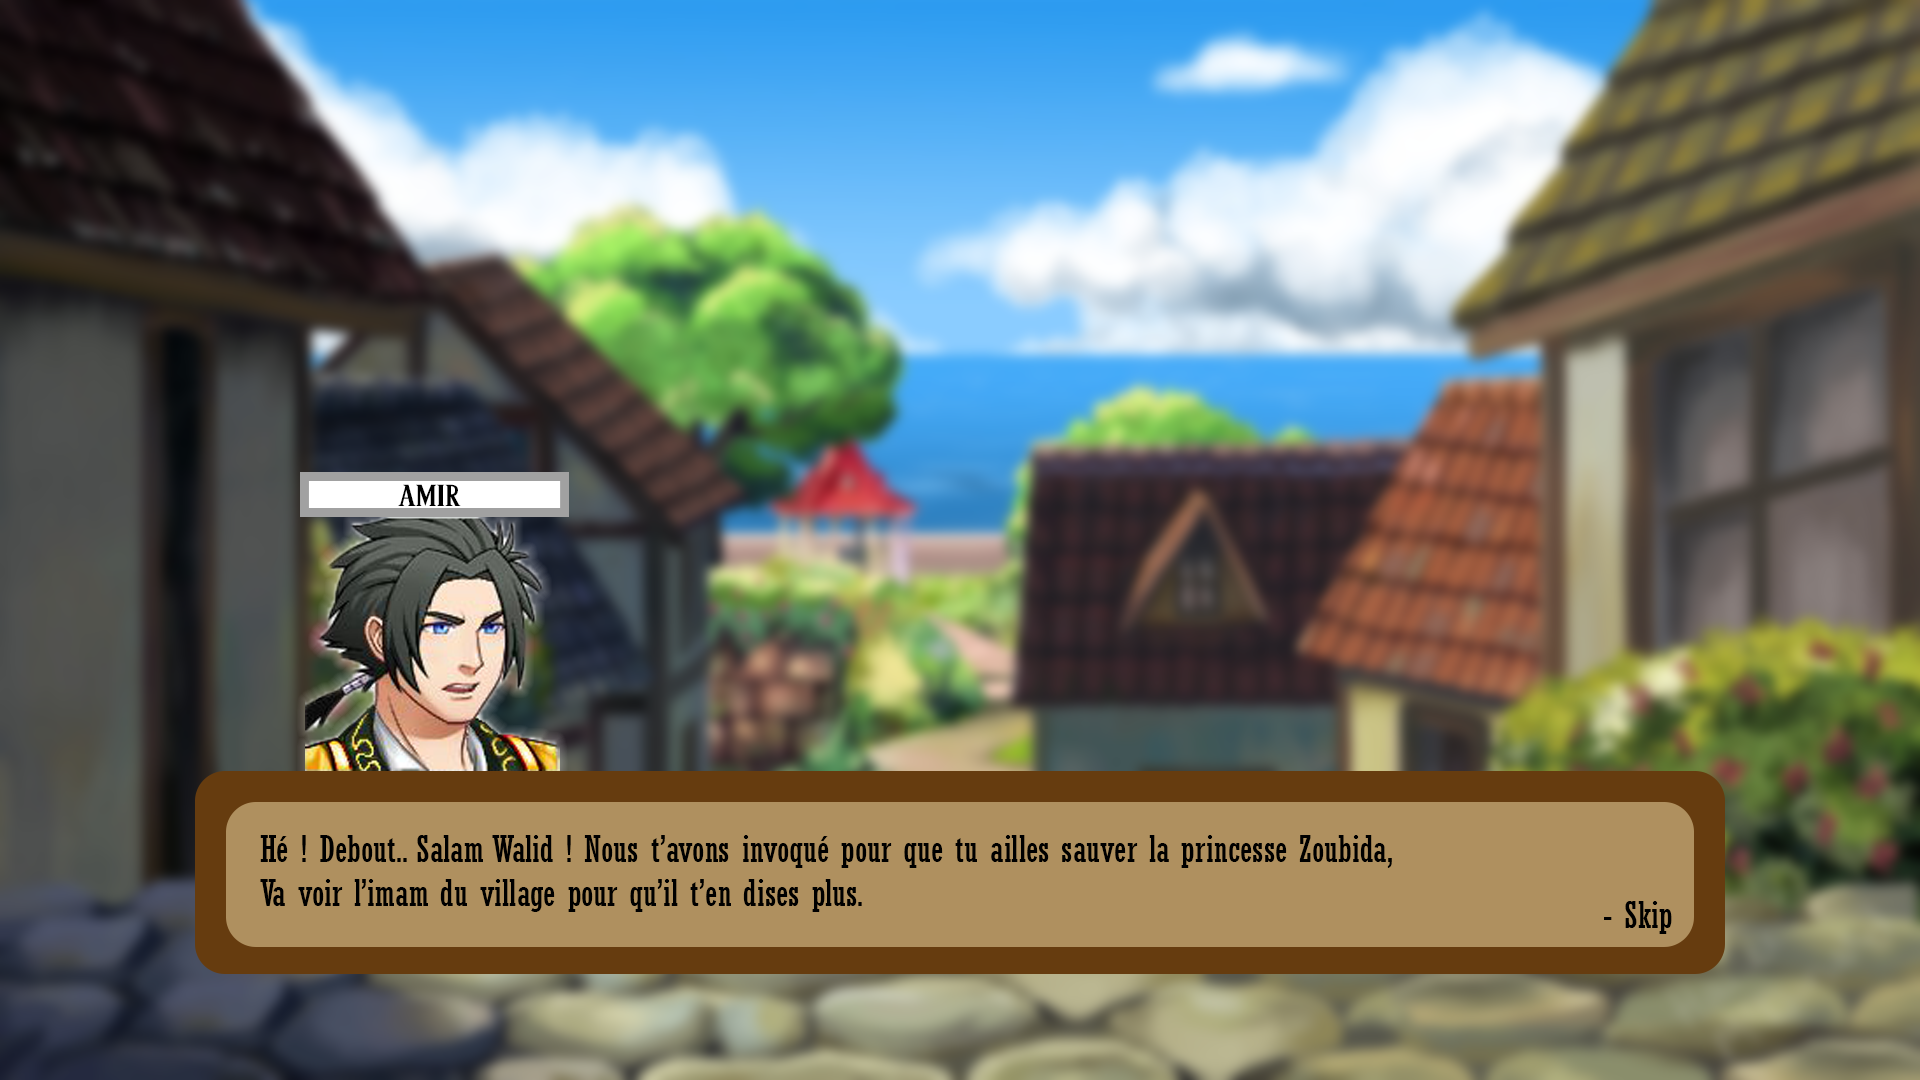 AMIR
Hé ! Debout.. Salam Walid ! Nous t’avons invoqué pour que tu ailles sauver la princesse Zoubida,
Va voir l’imam du village pour qu’il t’en dises plus.
- Skip